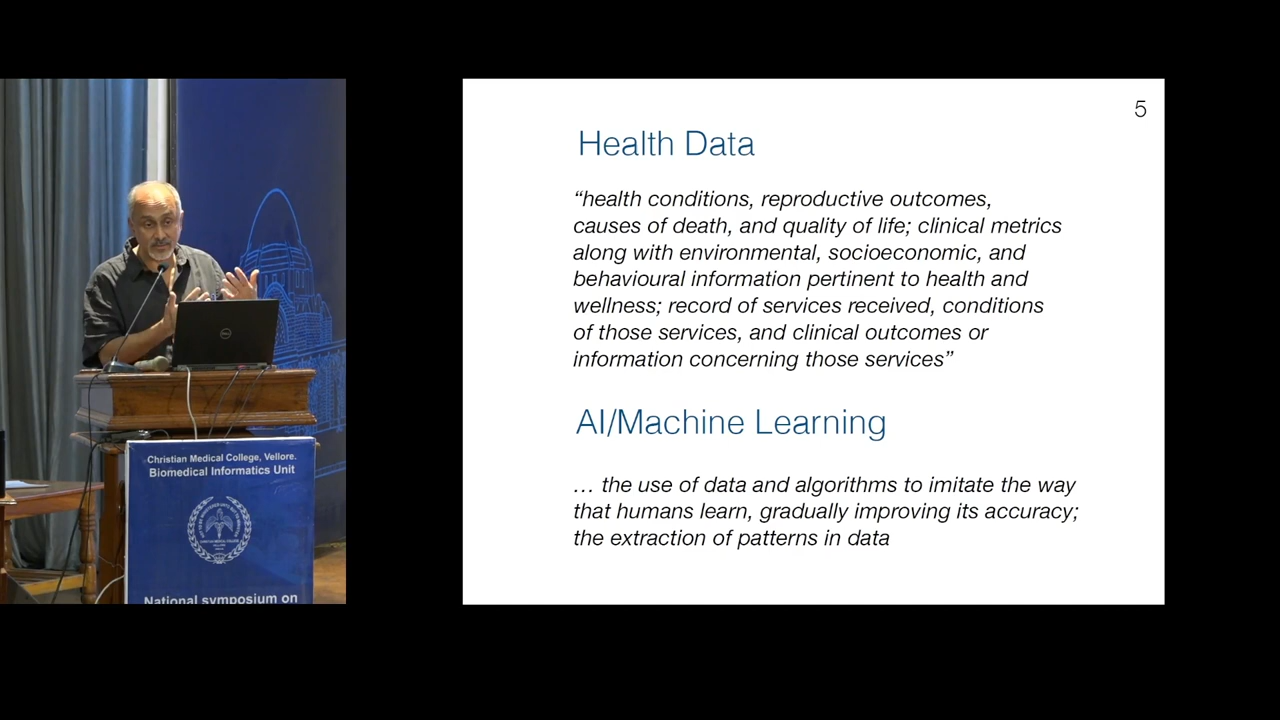 5
Health Data
“health conditions, reproductive outcomes,
causes of death, and quality of life; clinical metrics
along with environmental, socioeconomic, and
behavioural information pertinent to health and
wellness; record of services received, conditions
of those services, and clinical outcomes or
information concerning those services”
AI/Machine Learning
… the use of data and algorithms to imitate the way
that humans learn, gradually improving its accuracy;
the extraction of patterns in data
DELL
Christian Medical College, Vellore.
Biomedical Informatics Unit
National symposium on